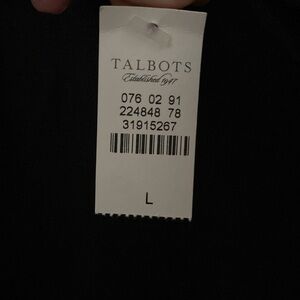 TALBOTS
Established 1947
076 02 91
224848 78
31915267
L